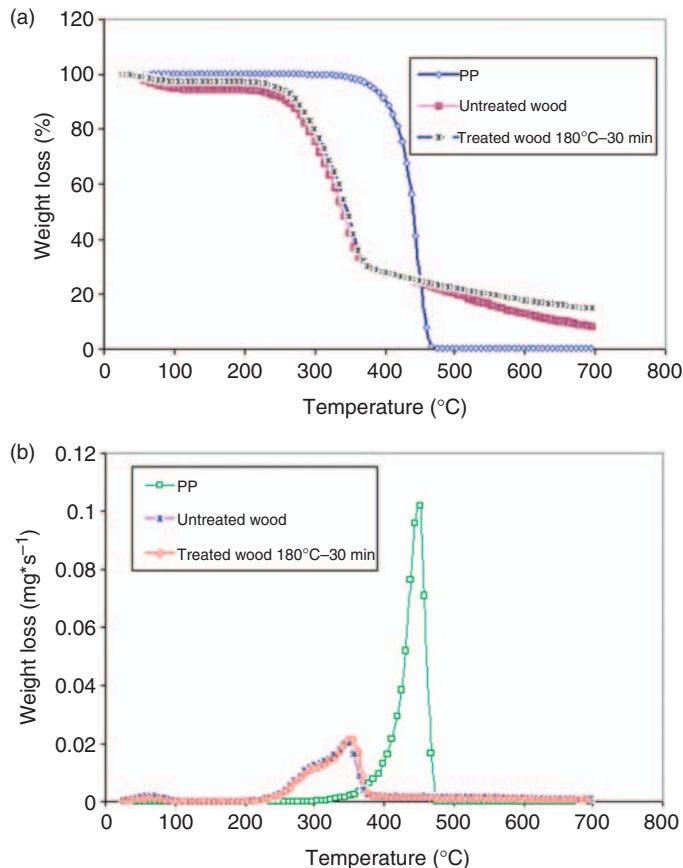 (a)
120
100
80
60
40
20
0
Weight loss (%)
PP
Untreated wood
Treated wood 180°C–30 min
0 100 200 300 400 500 600 700 800
Temperature (°C)
(b)
0.12
0.1
0.08
0.06
0.04
0.02
0
Weight loss (mg*s⁻¹)
PP
Untreated wood
Treated wood 180°C–30 min
0 100 200 300 400 500 600 700 800
Temperature (°C)